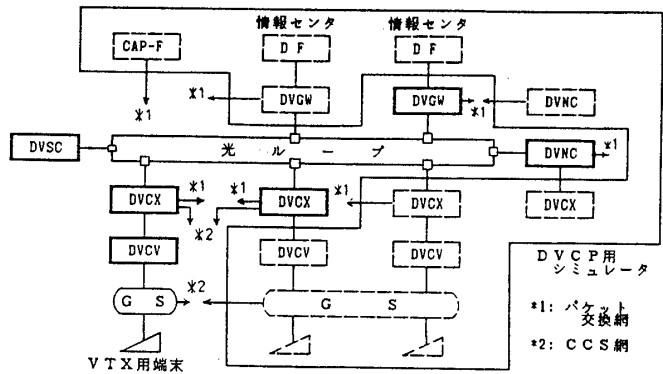 情報センタ 情報センタ
CAP-F DF DF
*1 *1 DVGW DVGW *1 DVNC
DVSC 光ループ DVNC *1
DVCX *1 *1 DVCX *1 DVCX DVCX
*2
DVCV DVCV DVCV
DVCP用
シミュレータ
GS *2 GS
*1: パケット
交換網
*2: CCS網
VTX用端末